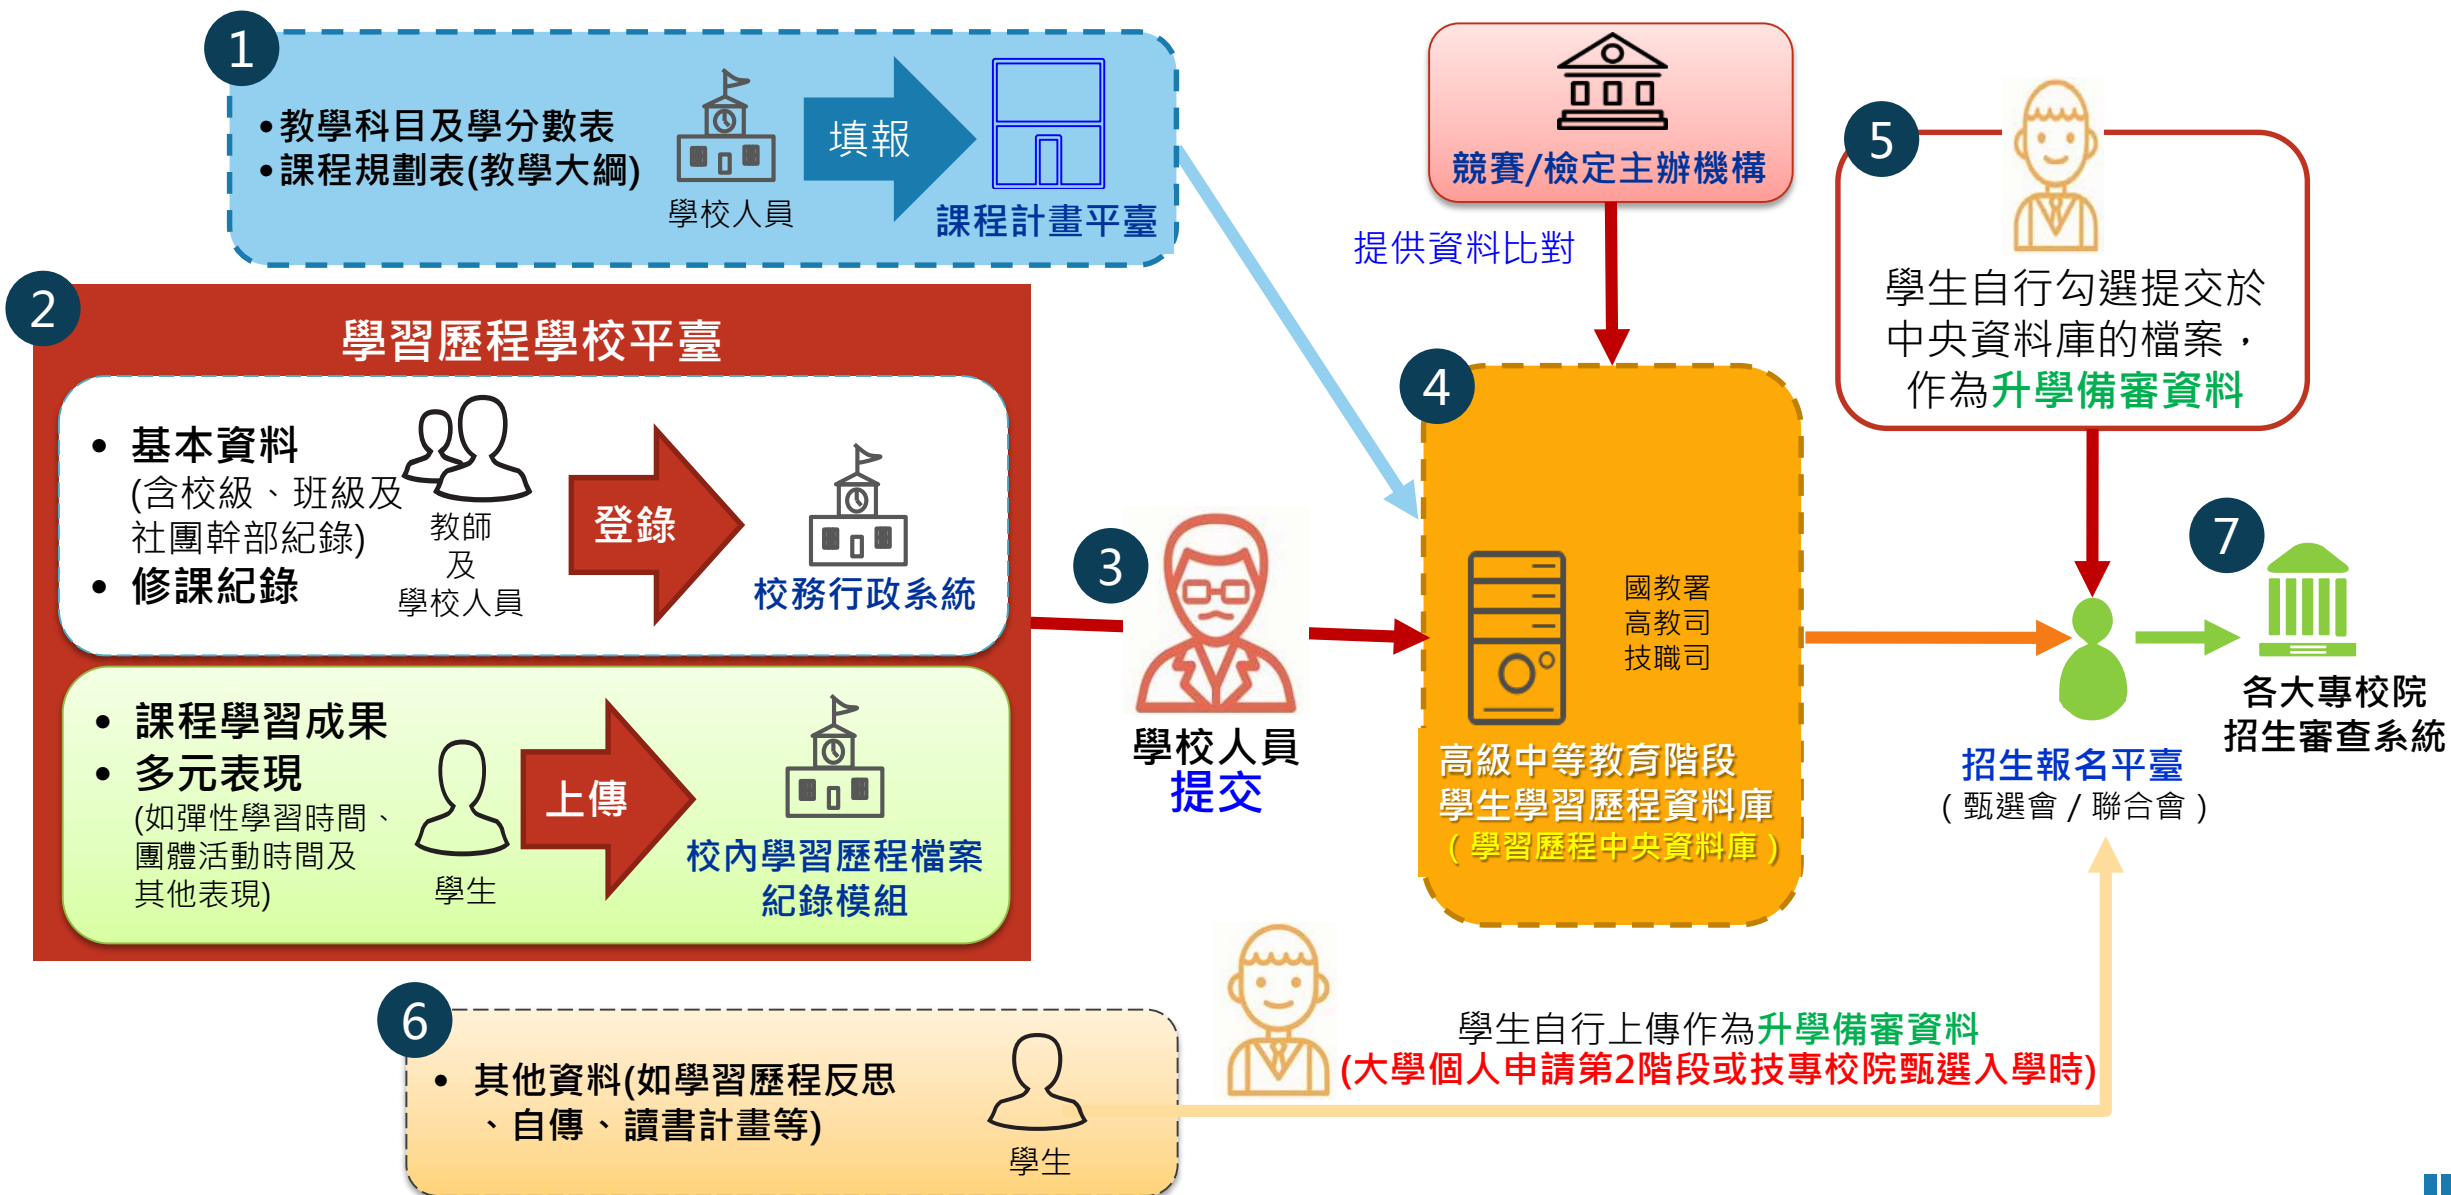 1
•教學科目及學分數表
•課程規劃表(教學大綱)
學校人員
填報
課程計畫平臺
2
學習歷程學校平臺
• 基本資料
(含校級、班級及
社團幹部紀錄)
• 修課紀錄
教師
及
學校人員
登錄
校務行政系統
• 課程學習成果
• 多元表現
(如彈性學習時間、
團體活動時間及
其他表現)
學生
上傳
校內學習歷程檔案
紀錄模組
3
學校人員
提交
競賽/檢定主辦機構
提供資料比對
4
國教署
高教司
技職司
高級中等教育階段
學生學習歷程資料庫
(學習歷程中央資料庫)
5
學生自行勾選提交於
中央資料庫的檔案，
作為升學備審資料
招生報名平臺
(甄選會/聯合會)
7
各大專校院
招生審查系統
6
• 其他資料(如學習歷程反思
、自傳、讀書計畫等)
學生
學生自行上傳作為升學備審資料
(大學個人申請第2階段或技專校院甄選入學時)